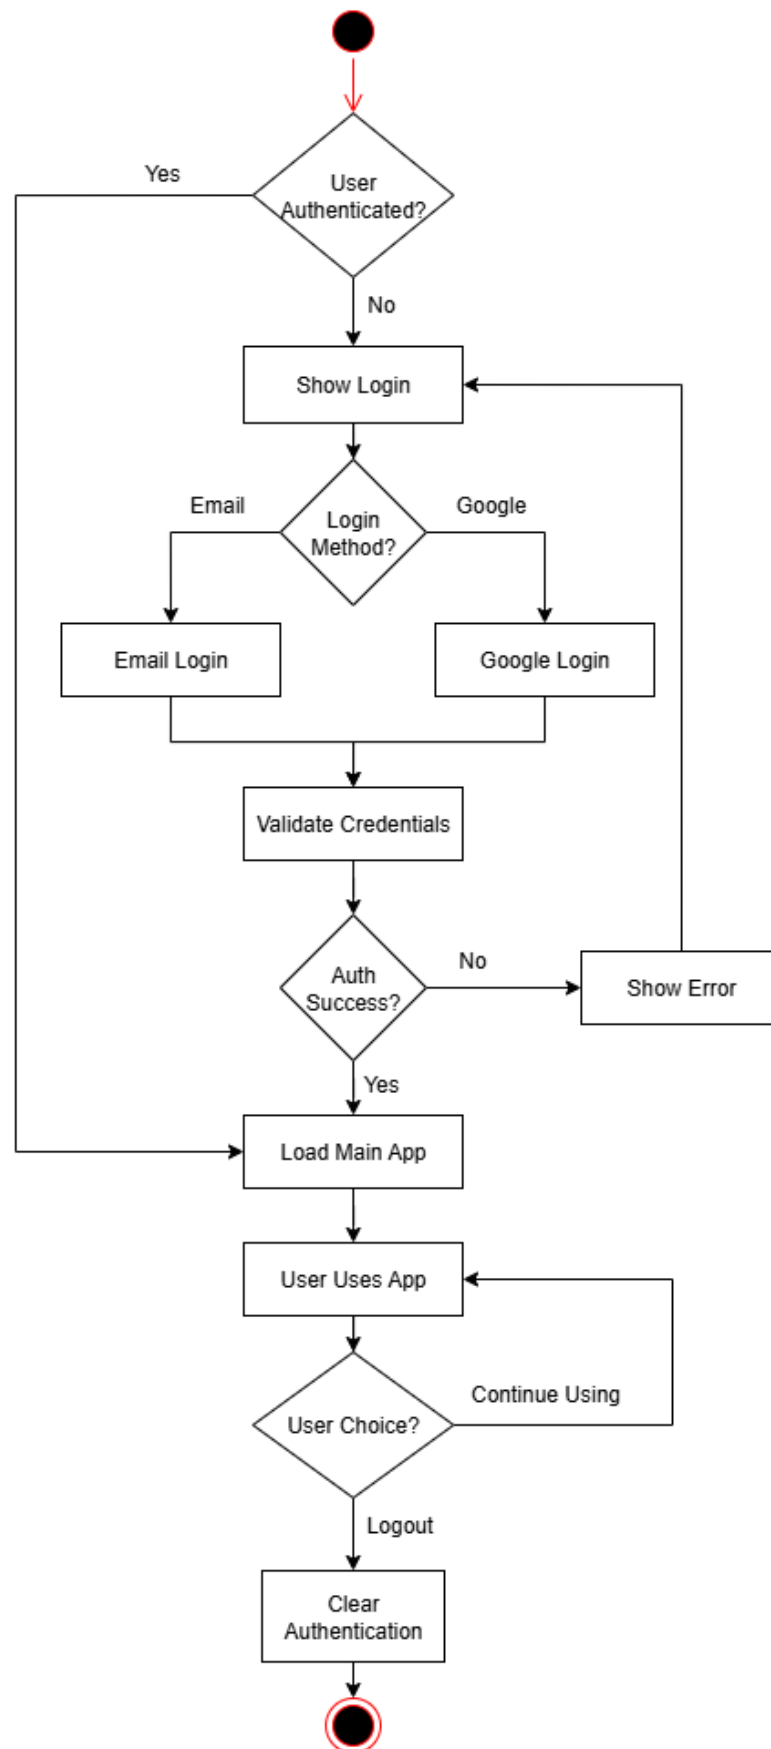 Yes
User
Authenticated?
No
Show Login
Email
Login
Method?
Google
Email Login
Google Login
Validate Credentials
Auth
Success?
No
Show Error
Yes
Load Main App
User Uses App
User Choice?
Continue Using
Logout
Clear
Authentication